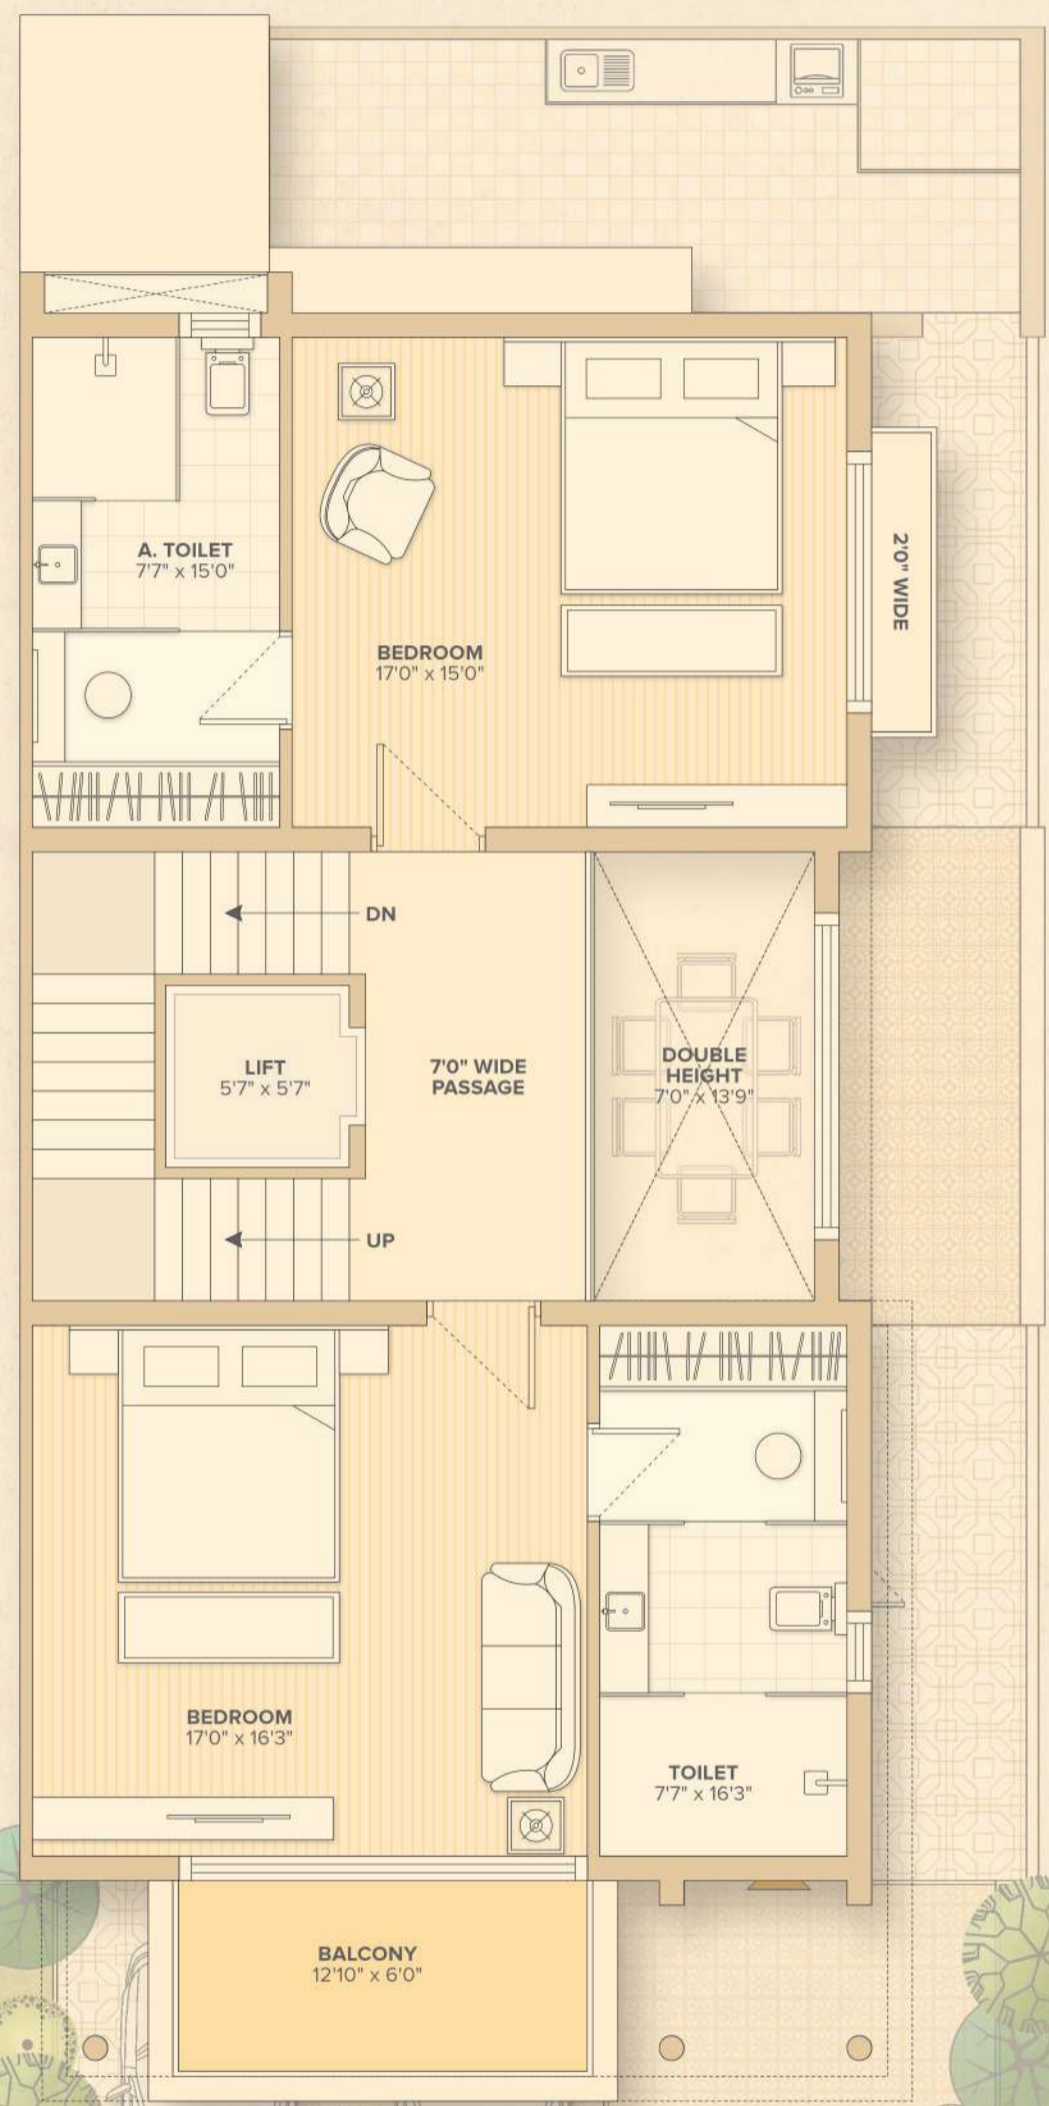 A. TOILET
7'7" x 15'0"
2'0" WIDE
BEDROOM
17'0" x 15'0"
DN
LIFT
5'7" x 5'7"
7'0" WIDE
PASSAGE
DOUBLE
HEIGHT
7'0" x 13'9"
UP
BEDROOM
17'0" x 16'3"
TOILET
7'7" x 16'3"
BALCONY
12'10" x 6'0"